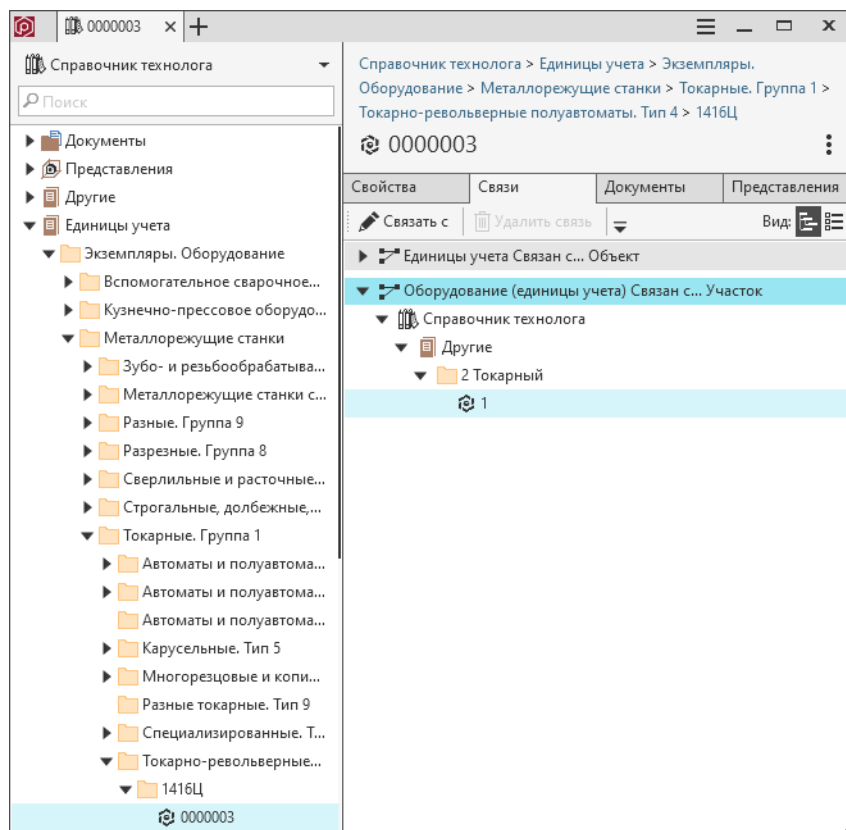 0000003
Справочник технолога
Поиск
Документы
Представления
Другие
Единицы учета
Экземпляры. Оборудование
Вспомогательное сварочное...
Кузнечно-прессовое оборудо...
Металлорежущие станки
Зубо- и резьбообрабатыва...
Металлорежущие станки с...
Разные. Группа 9
Разрезные. Группа 8
Сверлильные и расточные...
Строгальные, долбежные,...
Токарные. Группа 1
Автоматы и полуавтома...
Автоматы и полуавтома...
Автоматы и полуавтома...
Карусельные. Тип 5
Многорезцовые и копи...
Разные токарные. Тип 9
Специализированные. Т...
Токарно-револьверные...
1416Ц
0000003
Справочник технолога > Единицы учета > Экземпляры.
Оборудование > Металлорежущие станки > Токарные. Группа 1 >
Токарно-револьверные полуавтоматы. Тип 4 > 1416Ц
0000003
Свойства Связи Документы Представления
Связать с Удалить связь Вид:
Единицы учета Связан с... Объект
Оборудование (единицы учета) Связан с... Участок
Справочник технолога
Другие
2 Токарный
1